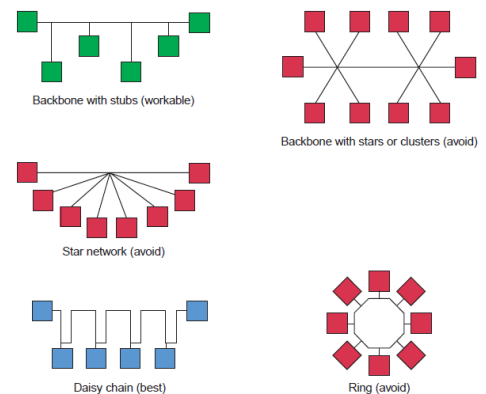 Backbone with stubs (workable)
Backbone with stars or clusters (avoid)
Star network (avoid)
Daisy chain (best)
Ring (avoid)